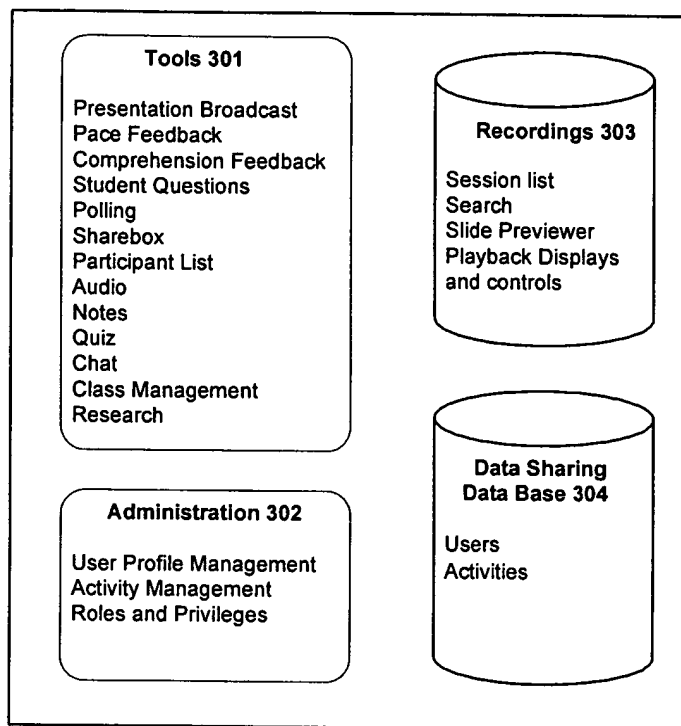 Tools 301
Presentation Broadcast
Pace Feedback
Comprehension Feedback
Student Questions
Polling
Sharebox
Participant List
Audio
Notes
Quiz
Chat
Class Management
Research
Administration 302
User Profile Management
Activity Management
Roles and Privileges
Recordings 303
Session list
Search
Slide Previewer
Playback Displays
and controls
Data Sharing
Data Base 304
Users
Activities